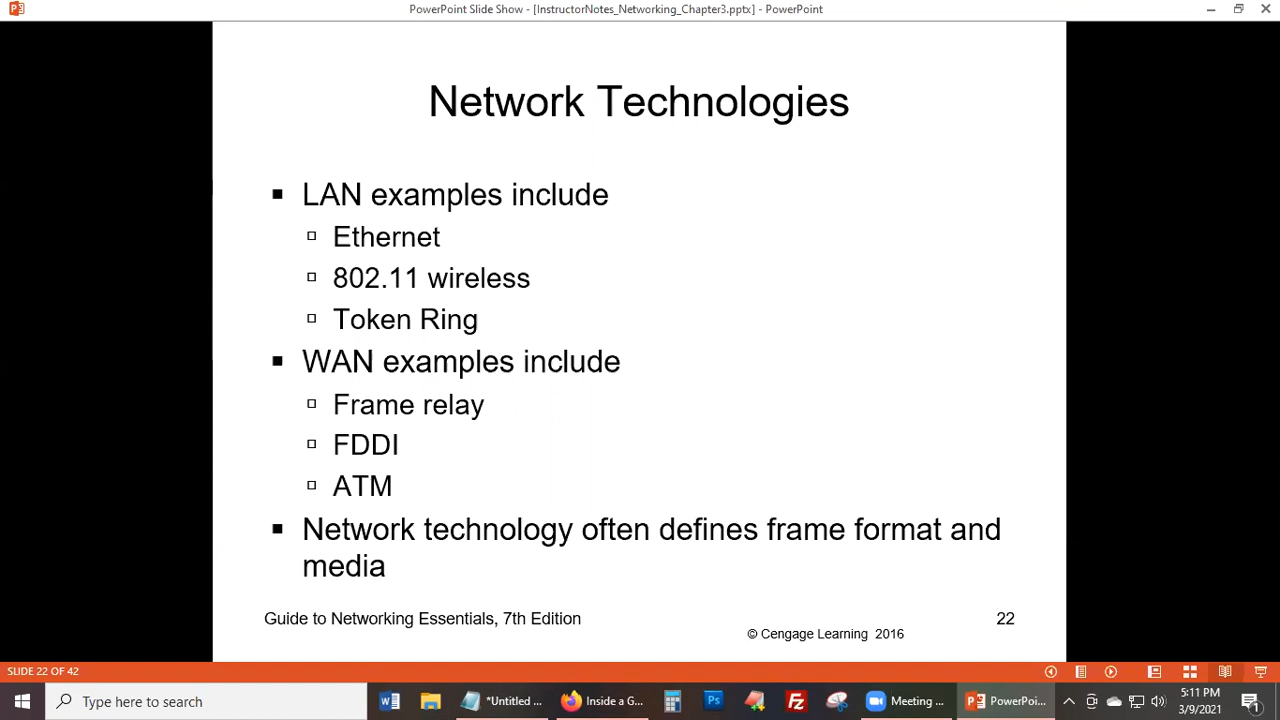 PowerPoint Slide Show - [InstructorNotes_Networking_Chapter3.pptx] - PowerPoint
Network Technologies
LAN examples include
Ethernet
802.11 wireless
Token Ring
WAN examples include
Frame relay
FDDI
ATM
Network technology often defines frame format and
media
Guide to Networking Essentials, 7th Edition
22
© Cengage Learning 2016
SLIDE 22 OF 42
Type here to search
*Untitled ...
Inside a G...
Meeting ...
PowerPoi...
5:11 PM
3/9/2021
1